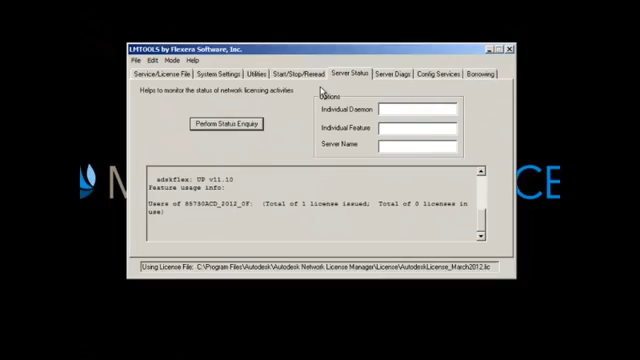 LMTOOLS by Flexera Software, Inc.
File Edit Mode Help
Service/License File System Settings Utilities Start/Stop/Reread Server Status Server Diags Config Services Borrowing
Helps to monitor the status of network licensing activities
Options
Individual Daemon
Perform Status Enquiry
Individual Feature
Server Name
adskflex: UP v11.10
Feature usage info:
Users of 85730ACD_2012_0F: (Total of 1 license issued; Total of 0 licenses in
use)
Using License File: C:\Program Files\Autodesk\Autodesk Network License Manager\License\AutodeskLicense_March2012.lic
M
CE